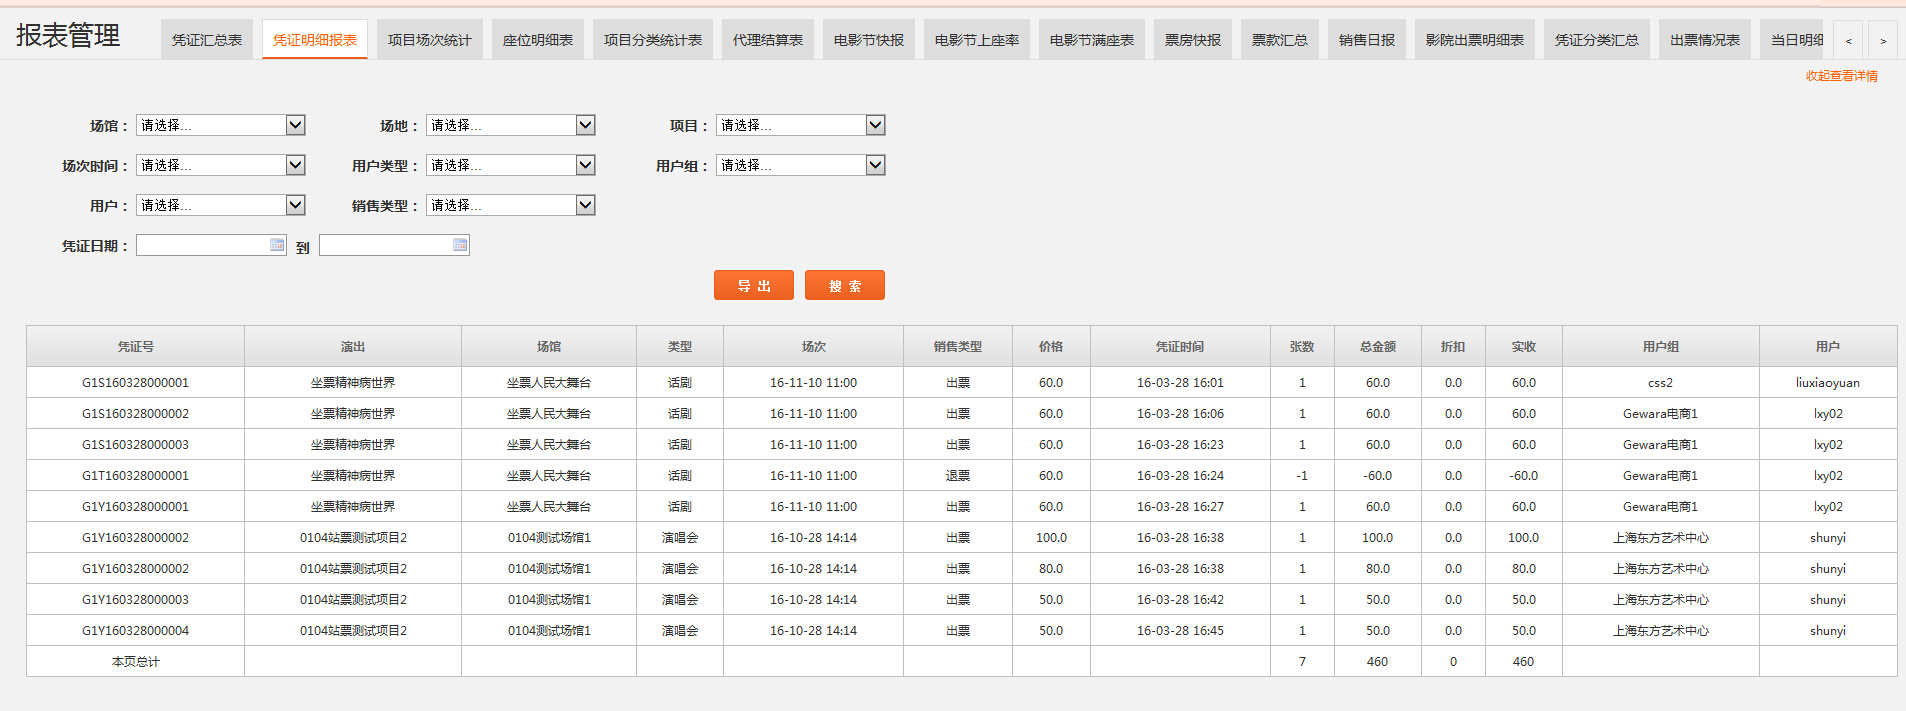 报表管理 凭证汇总表 凭证明细报表 项目场次统计 座位明细表 项目分类统计表 代理结算表 电影节快报 电影节上座率 电影节满座表 票房快报 票款汇总 销售日报 影院出票明细表 凭证分类汇总 出票情况表 当日明细 < >
收起查看详情
场馆： 请选择... 场地： 请选择... 项目： 请选择...
场次时间： 请选择... 用户类型： 请选择... 用户组： 请选择...
用户： 请选择... 销售类型： 请选择...
凭证日期： 到
导 出 搜 索
凭证号 演出 场馆 类型 场次 销售类型 价格 凭证时间 张数 总金额 折扣 实收 用户组 用户
G1S160328000001 坐票精神病世界 坐票人民大舞台 话剧 16-11-10 11:00 出票 60.0 16-03-28 16:01 1 60.0 0.0 60.0 css2 liuxiaoyuan
G1S160328000002 坐票精神病世界 坐票人民大舞台 话剧 16-11-10 11:00 出票 60.0 16-03-28 16:06 1 60.0 0.0 60.0 Gewara电商1 lxy02
G1S160328000003 坐票精神病世界 坐票人民大舞台 话剧 16-11-10 11:00 出票 60.0 16-03-28 16:23 1 60.0 0.0 60.0 Gewara电商1 lxy02
G1T160328000001 坐票精神病世界 坐票人民大舞台 话剧 16-11-10 11:00 退票 60.0 16-03-28 16:24 -1 -60.0 0.0 -60.0 Gewara电商1 lxy02
G1Y160328000001 坐票精神病世界 坐票人民大舞台 话剧 16-11-10 11:00 出票 60.0 16-03-28 16:27 1 60.0 0.0 60.0 Gewara电商1 lxy02
G1Y160328000002 0104站票测试项目2 0104测试场馆1 演唱会 16-10-28 14:14 出票 100.0 16-03-28 16:38 1 100.0 0.0 100.0 上海东方艺术中心 shunyi
G1Y160328000002 0104站票测试项目2 0104测试场馆1 演唱会 16-10-28 14:14 出票 80.0 16-03-28 16:38 1 80.0 0.0 80.0 上海东方艺术中心 shunyi
G1Y160328000003 0104站票测试项目2 0104测试场馆1 演唱会 16-10-28 14:14 出票 50.0 16-03-28 16:42 1 50.0 0.0 50.0 上海东方艺术中心 shunyi
G1Y160328000004 0104站票测试项目2 0104测试场馆1 演唱会 16-10-28 14:14 出票 50.0 16-03-28 16:45 1 50.0 0.0 50.0 上海东方艺术中心 shunyi
本页总计 7 460 0 460